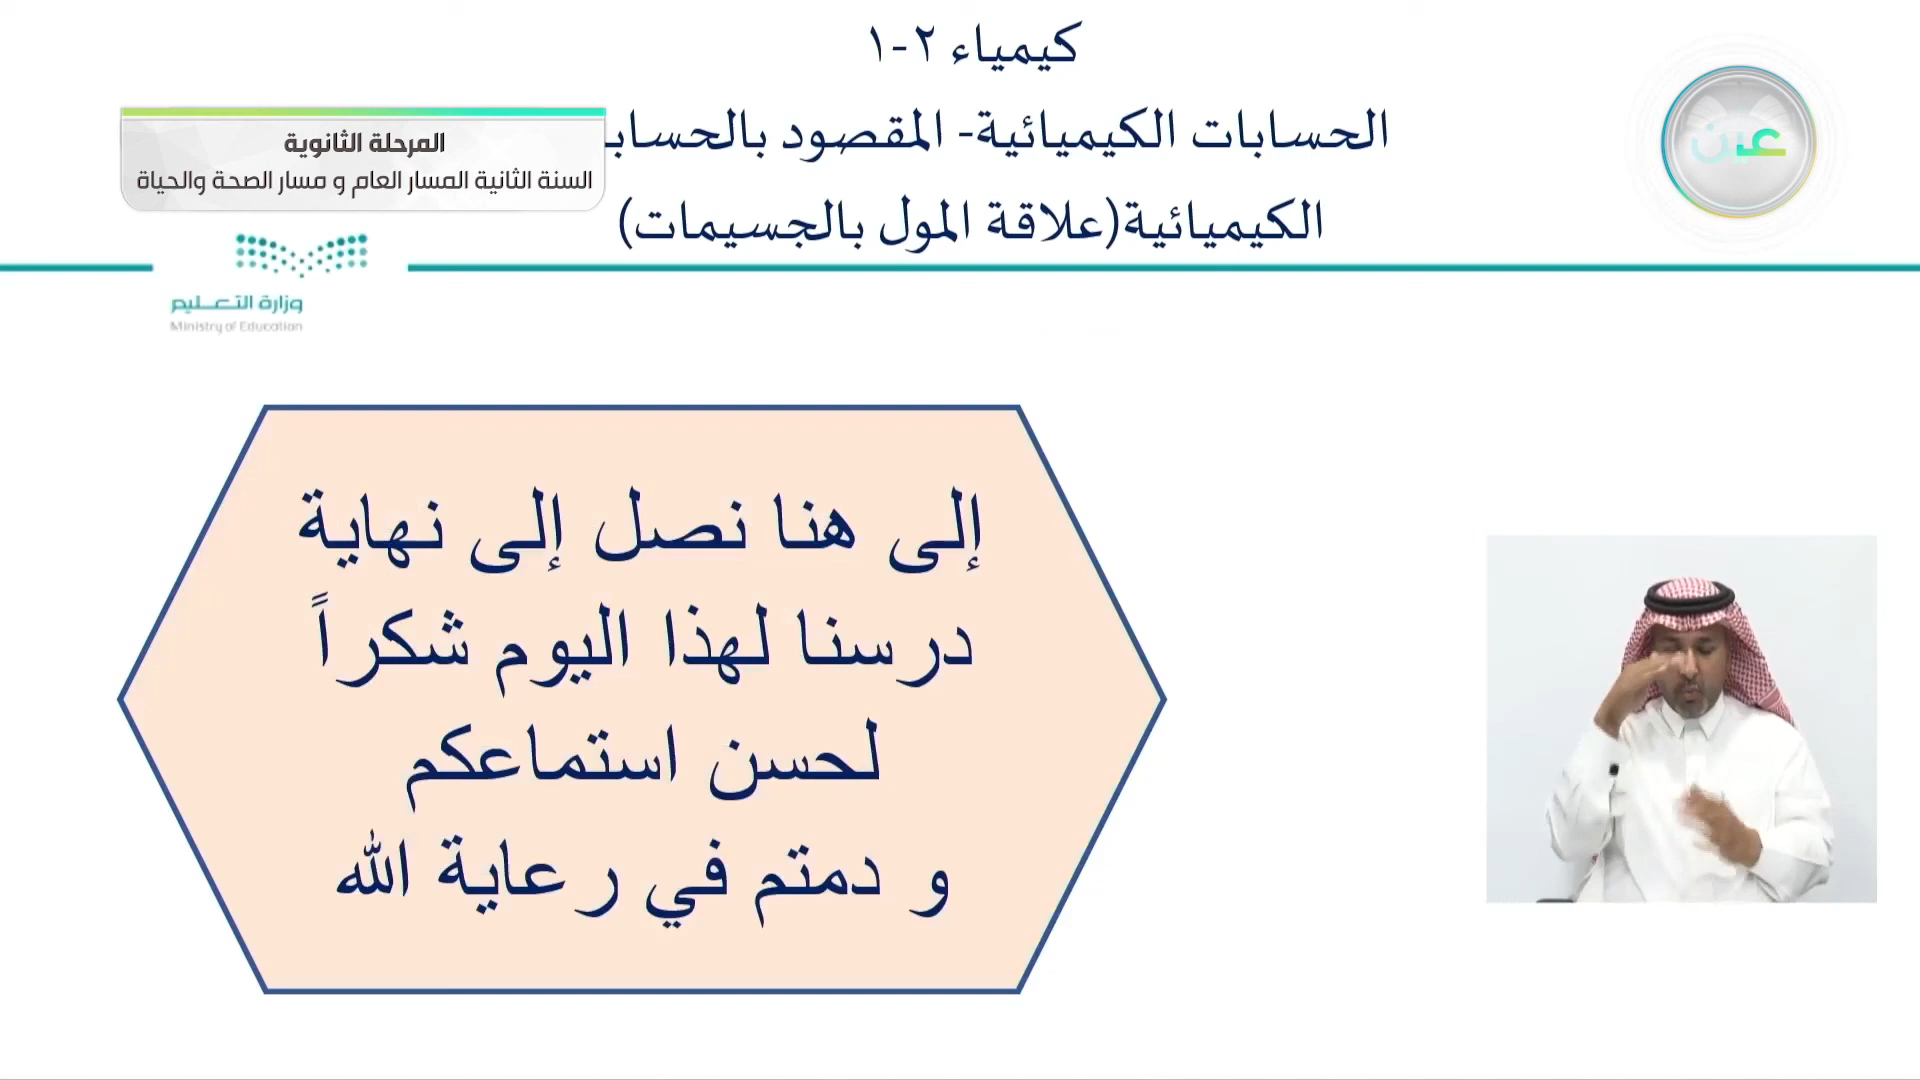 كيمياء ٢-١
الحسابات الكيميائية- المقصود بالحساب
الكيميائية(علاقة المول بالجسيمات)
المرحلة الثانوية
السنة الثانية المسار العام و مسار الصحة والحياة
عين
وزارة التعـليم
Ministry of Education
إلى هنا نصل إلى نهاية
درسنا لهذا اليوم شكراً
لحسن استماعكم
و دمتم في رعاية الله